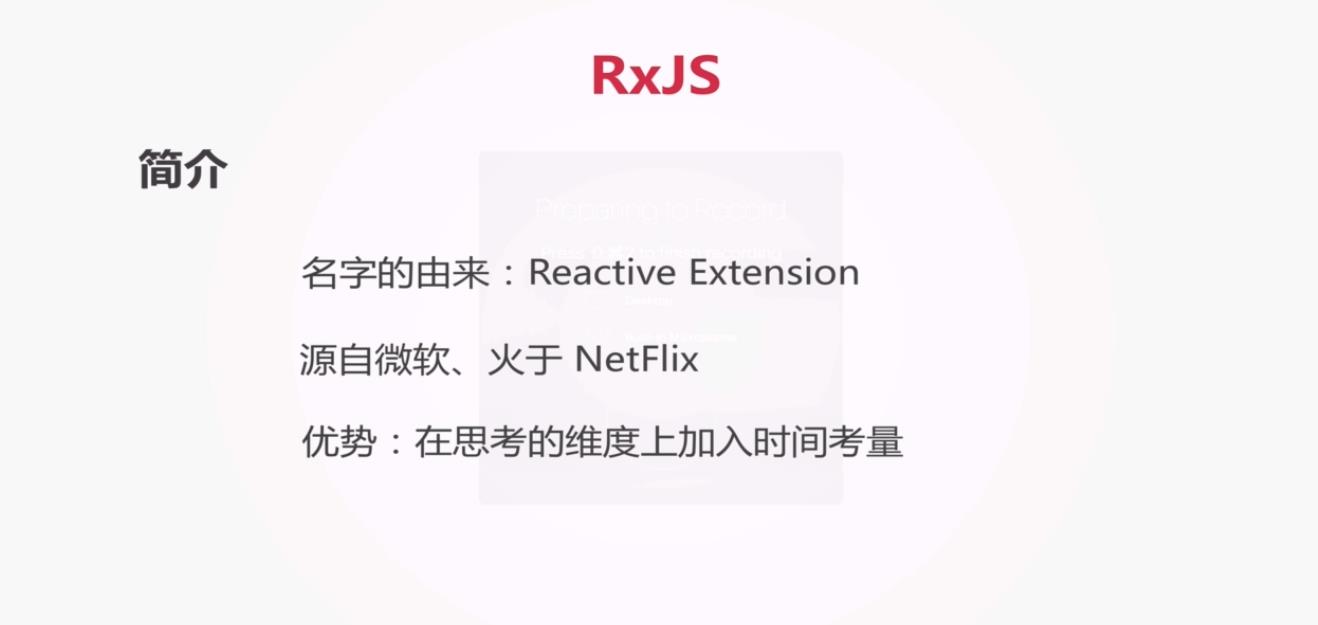 RxJS
简介
Preparing to Record
名字的由来：Reactive Extension
源自微软、火于 NetFlix
优势：在思考的维度上加入时间考量